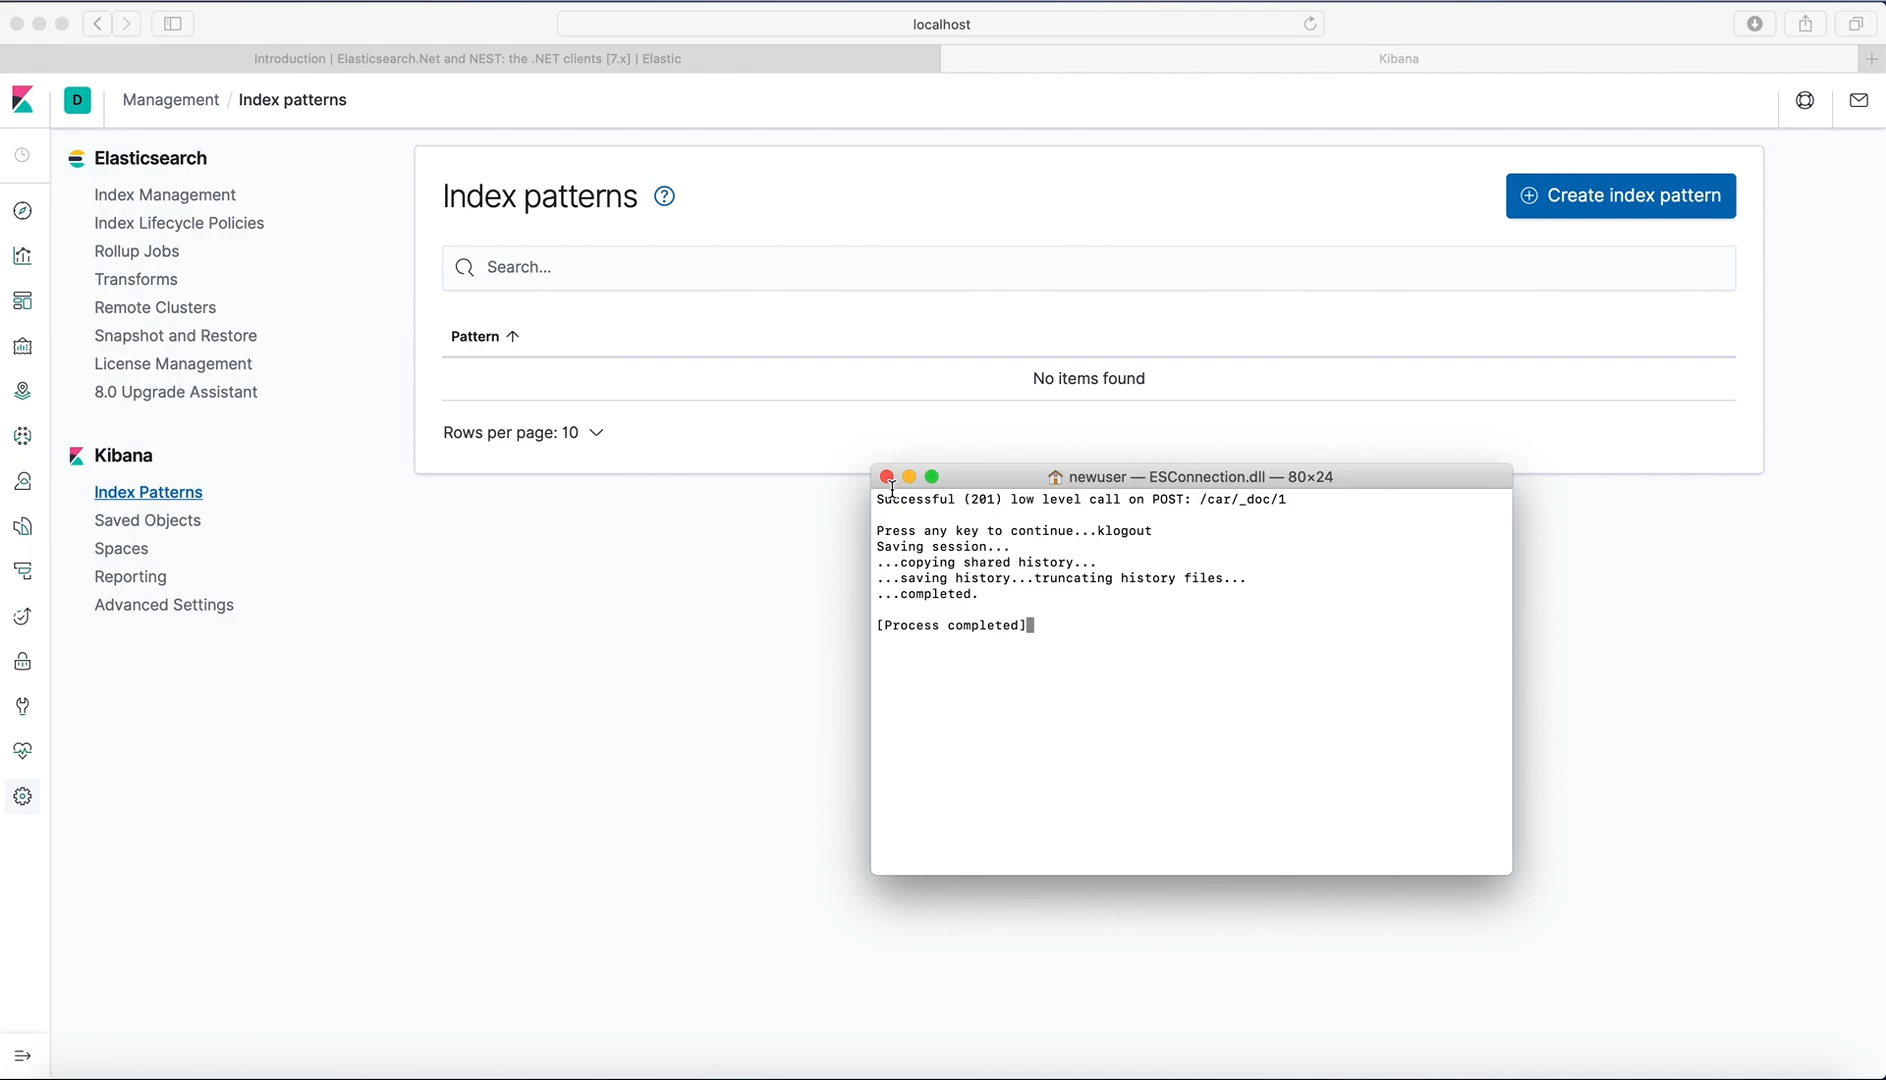 localhost
Introduction | Elasticsearch.Net and NEST: the .NET clients [7.x] | Elastic
Kibana
D
Management / Index patterns
Elasticsearch
Index Management
Index Lifecycle Policies
Rollup Jobs
Transforms
Remote Clusters
Snapshot and Restore
License Management
8.0 Upgrade Assistant
Kibana
Index Patterns
Saved Objects
Spaces
Reporting
Advanced Settings
Index patterns
Create index pattern
Search...
Pattern
No items found
Rows per page: 10
newuser — ESConnection.dll — 80×24
Successful (201) low level call on POST: /car/_doc/1
Press any key to continue...klogout
Saving session...
...copying shared history...
...saving history...truncating history files...
...completed.
[Process completed]